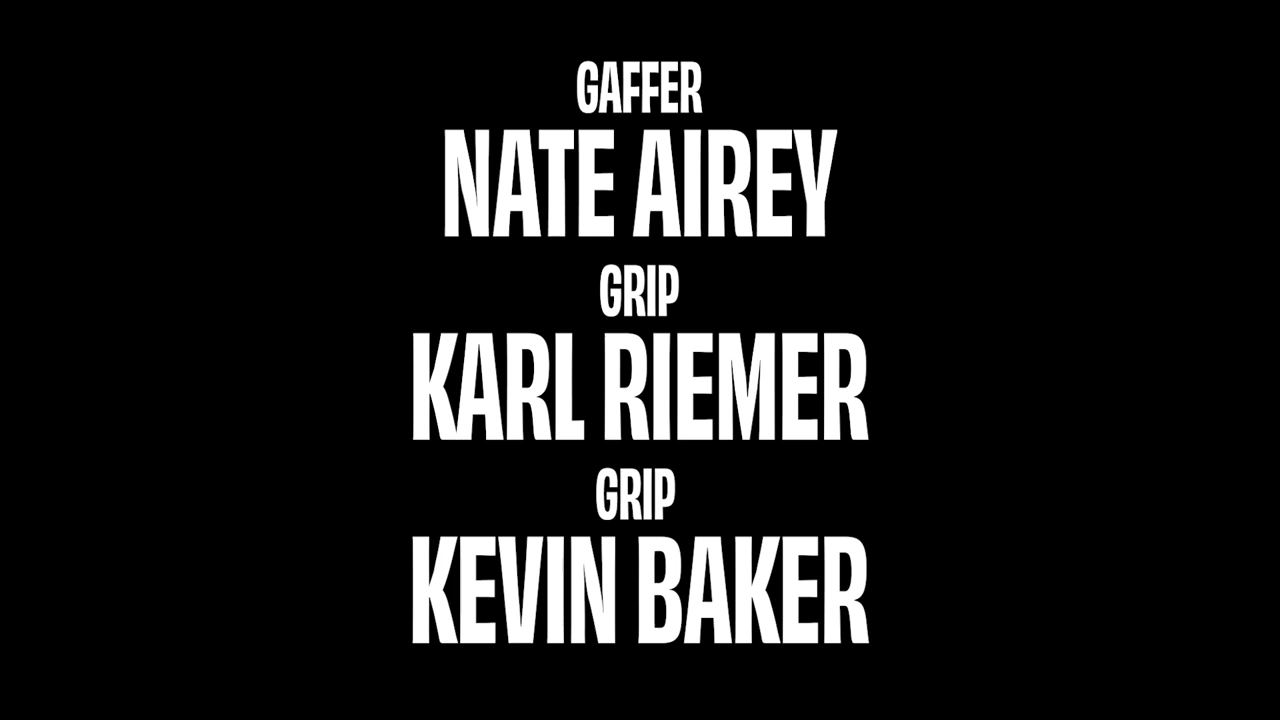 GAFFER
NATE AIREY
GRIP
KARL RIEMER
GRIP
KEVIN BAKER